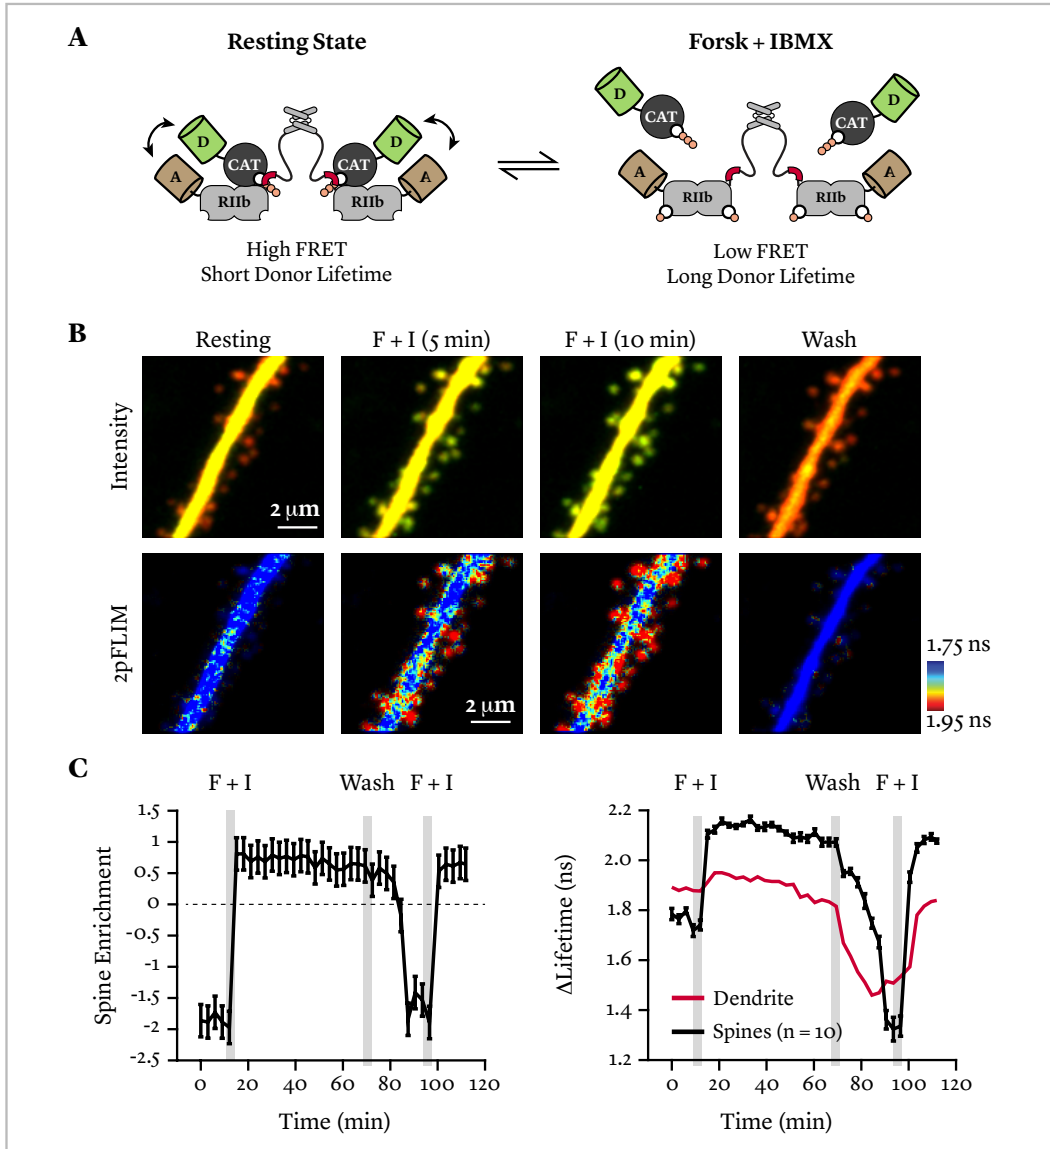 A
Resting State
Forsk + IBMX
D
CAT
A
RIIb
D
CAT
A
RIIb
D
CAT
A
RIIb
D
CAT
A
RIIb
High FRET
Short Donor Lifetime
Low FRET
Long Donor Lifetime
B
Resting
F + I (5 min)
F + I (10 min)
Wash
Intensity
2 μm
2pFLIM
2 μm
1.75 ns
1.95 ns
C
F + I
Wash
F + I
1.5
1
0.5
0
-0.5
-1
-1.5
-2
-2.5
Spine Enrichment
0
20
40
60
80
100
120
Time (min)
F + I
Wash
F + I
2.2
2.0
1.8
1.6
1.4
1.2
ΔLifetime (ns)
Dendrite
Spines (n = 10)
0
20
40
60
80
100
120
Time (min)